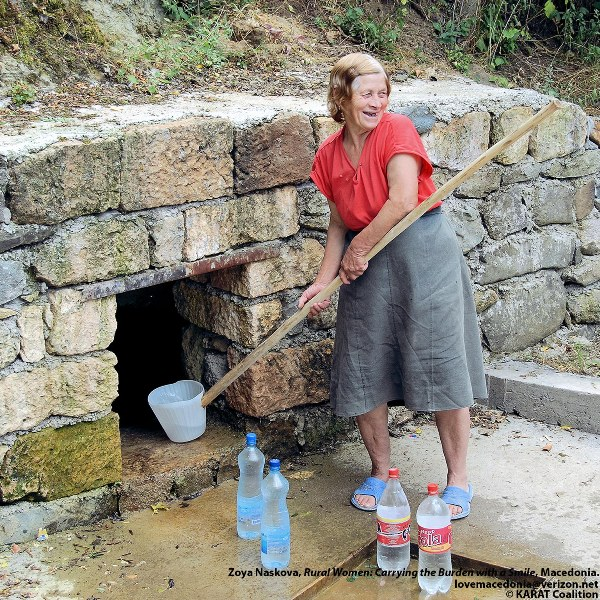 Zoya Naskova, Rural Women: Carrying the Burden with a Smile, Macedonia.
lovemacedonia@verizon.net
© KARAT Coalition